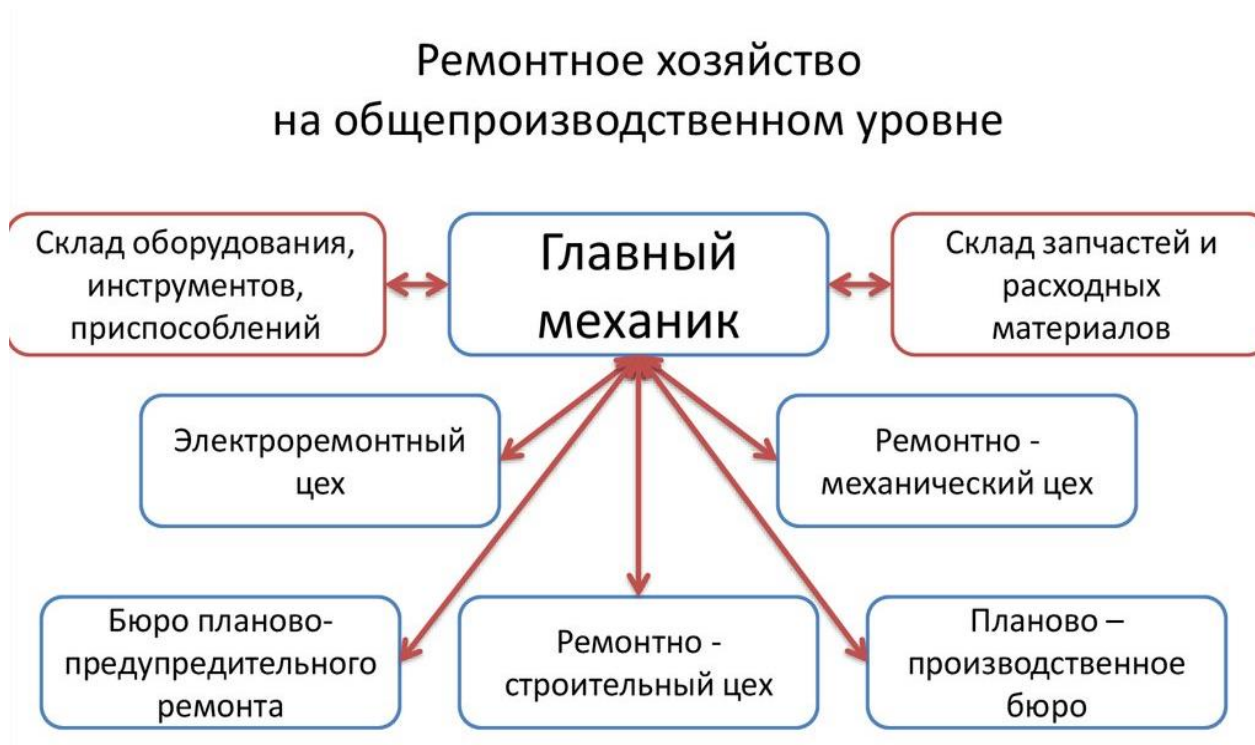 Ремонтное хозяйство
на общепроизводственном уровне
Склад оборудования,
инструментов,
приспособлений
Главный
механик
Склад запчастей и
расходных
материалов
Электроремонтный
цех
Ремонтно -
механический цех
Бюро планово-
предупредительного
ремонта
Ремонтно -
строительный цех
Планово –
производственное
бюро